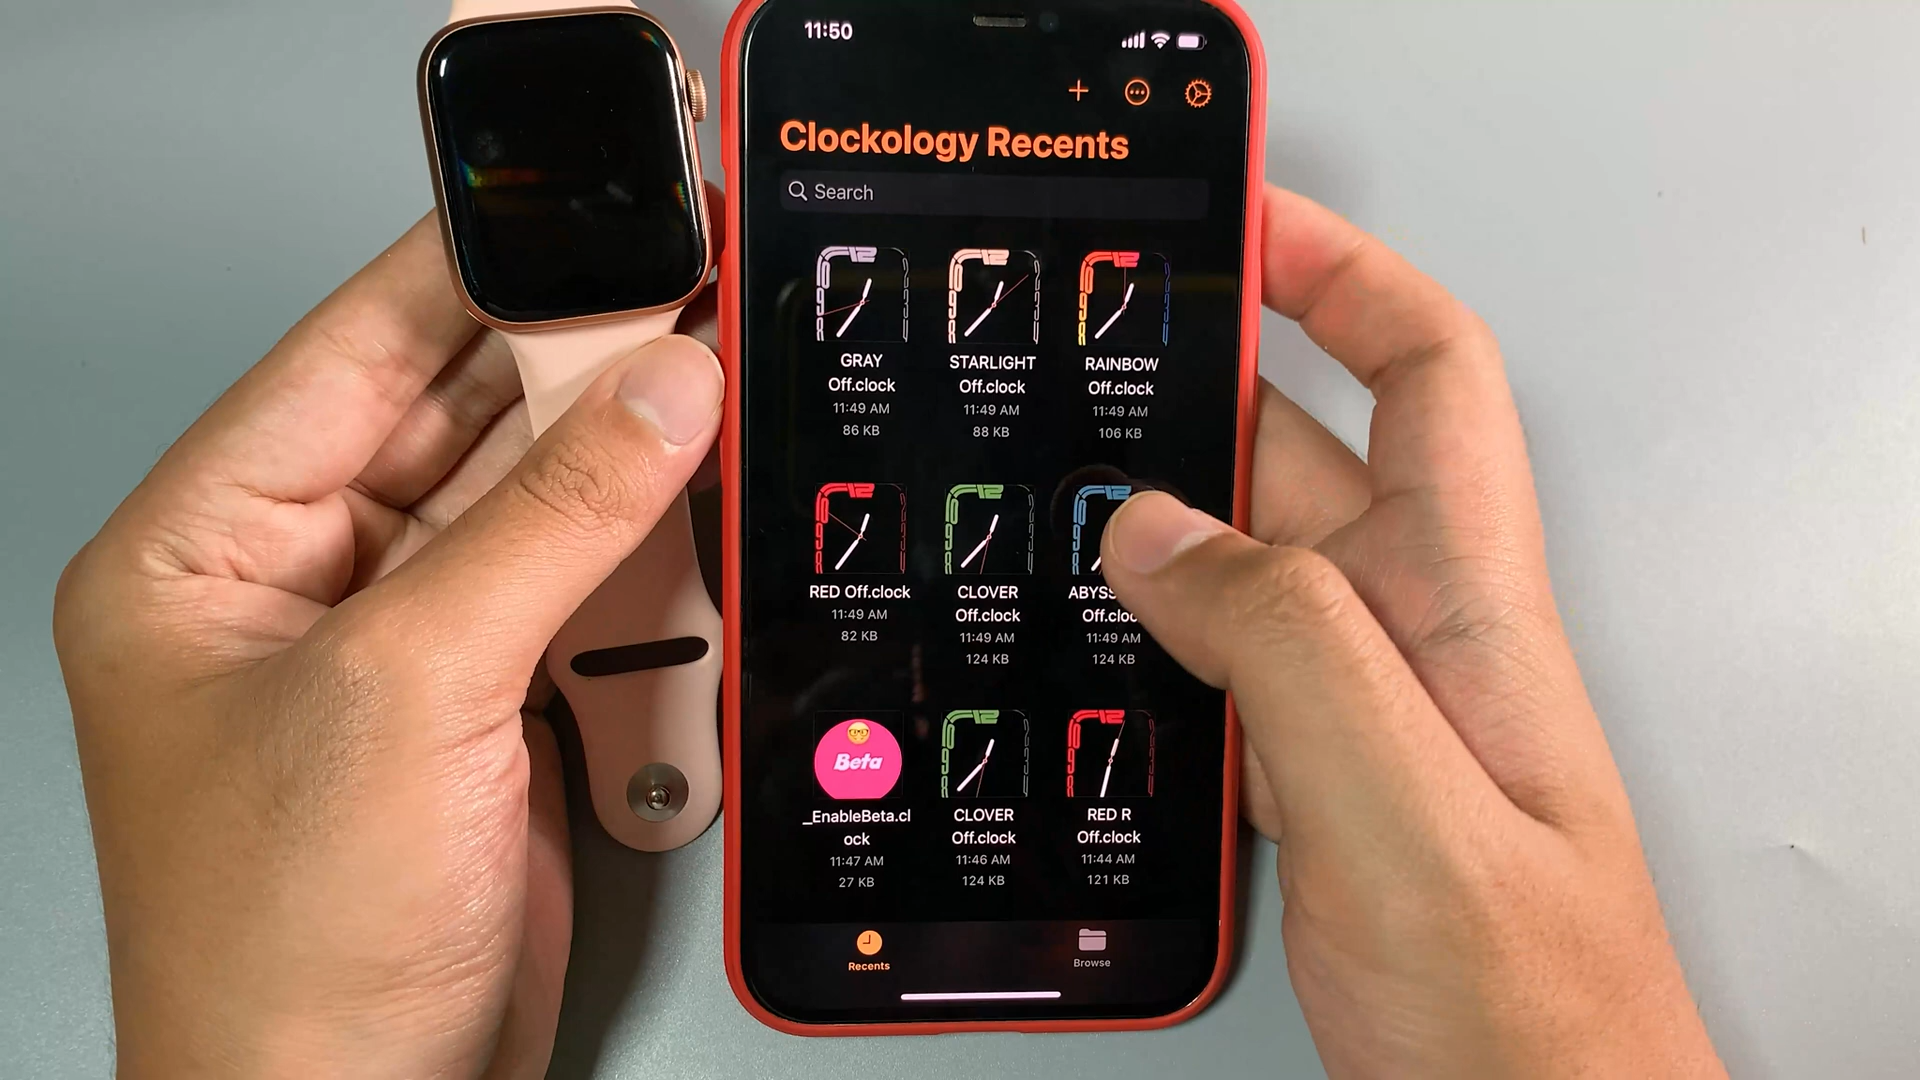 11:50
Clockology Recents
Search
GRAY
Off.clock
11:49 AM
86 KB
STARLIGHT
Off.clock
11:49 AM
88 KB
RAINBOW
Off.clock
11:49 AM
106 KB
RED Off.clock
11:49 AM
82 KB
CLOVER
Off.clock
11:49 AM
124 KB
11:49 AM
124 KB
Beta
_EnableBeta.cl
ock
11:47 AM
27 KB
CLOVER
Off.clock
11:46 AM
124 KB
RED R
Off.clock
11:44 AM
121 KB
Recents
Browse